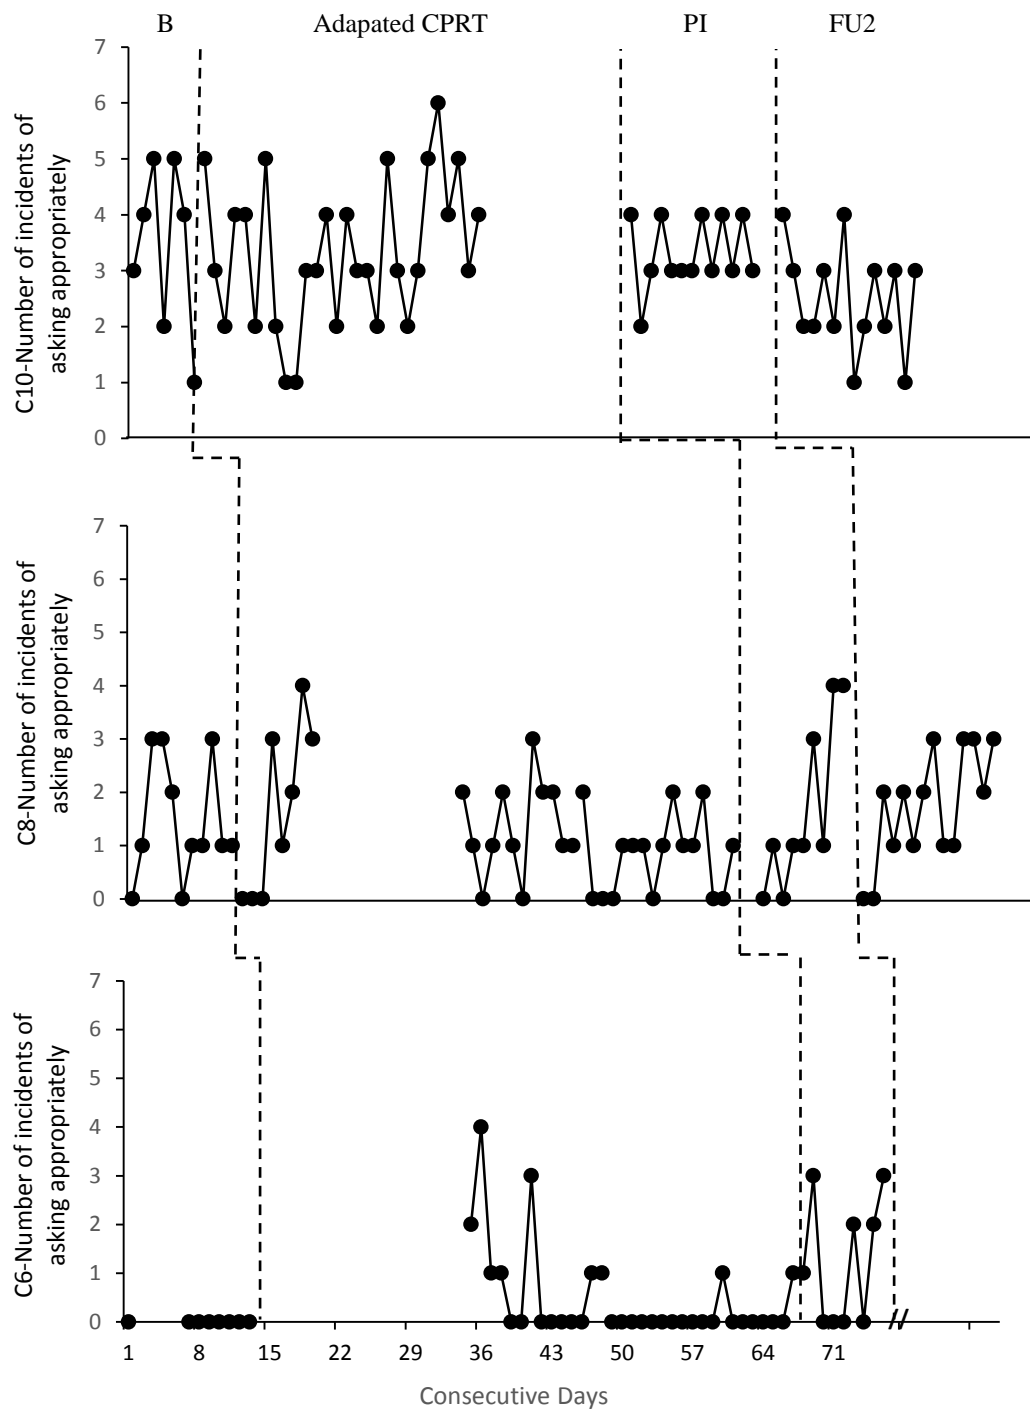 B Adapated CPRT PI FU2
7
6
5
4
3
2
1
0
C10-Number of incidents of
asking appropriately
7
6
5
4
3
2
1
0
C8-Number of incidents of
asking appropriately
7
6
5
4
3
2
1
0
C6-Number of incidents of
asking appropriately
1 8 15 22 29 36 43 50 57 64 71
Consecutive Days